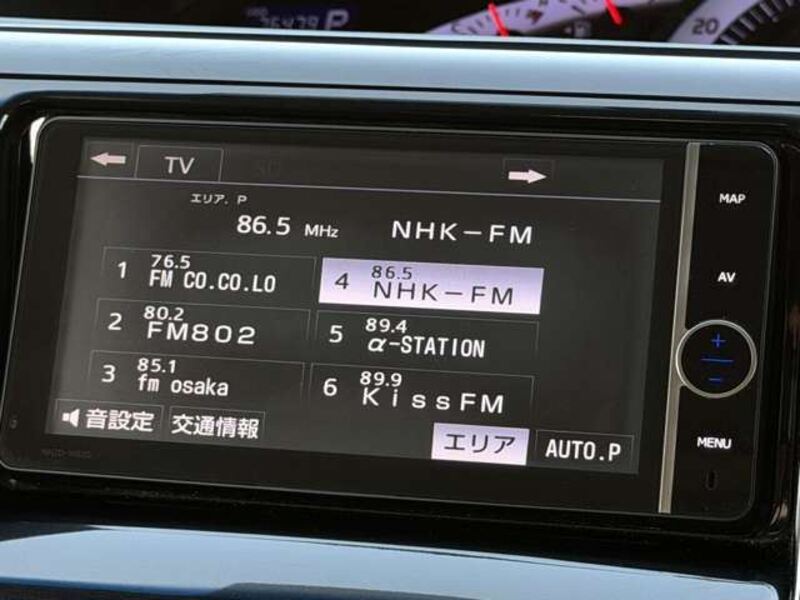 76479 P
20
TV
エリア. P
86.5 MHz NHK-FM
MAP
AV
1 76.5 FM CO.CO.LO
4 86.5 NHK-FM
2 80.2 FM802
5 89.4 α-STATION
3 85.1 fm osaka
6 89.9 KissFM
音設定 交通情報 エリア AUTO.P
+
-
MENU